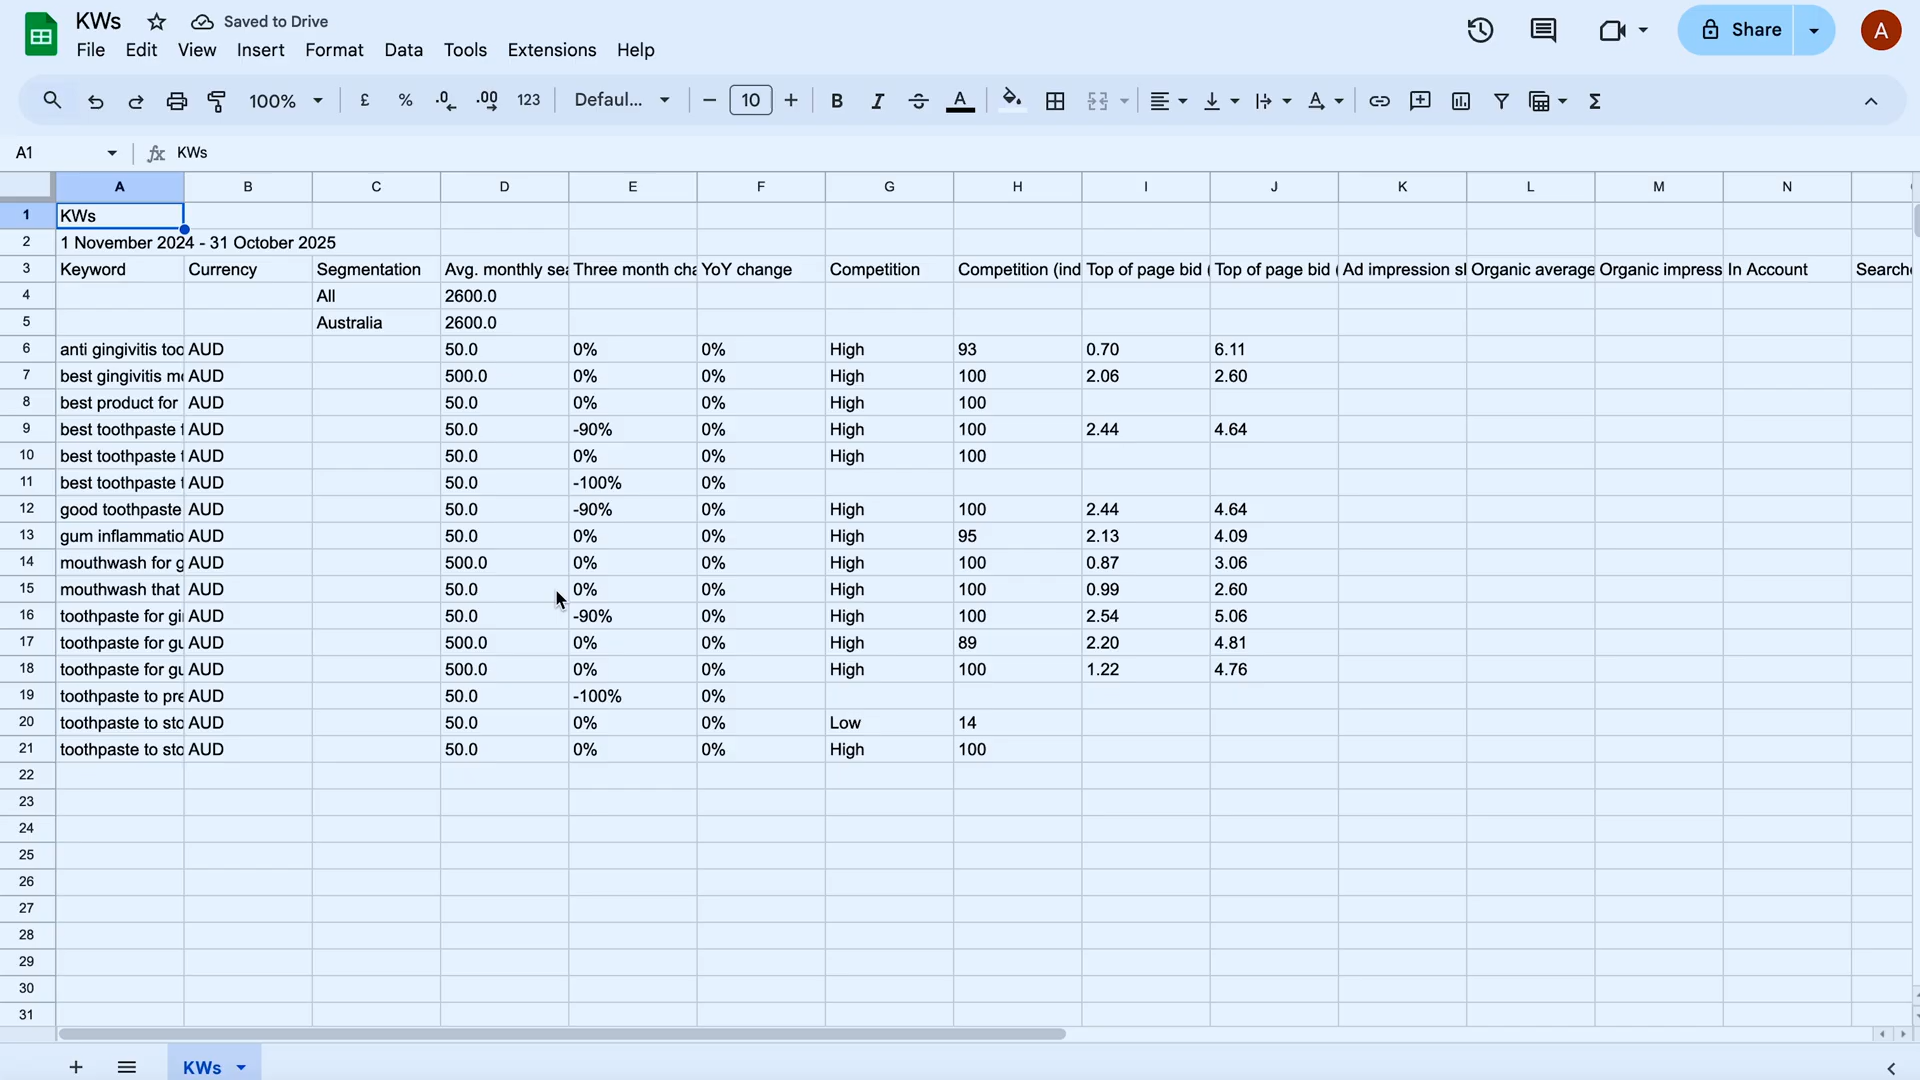 KWs Saved to Drive
File Edit View Insert Format Data Tools Extensions Help
Share A
100% £ % .0 .00 123 Defaul... 10 B I A
A1 fx KWs
A B C D E F G H I J K L M N
1 KWs
2 1 November 2024 - 31 October 2025
3 Keyword Currency Segmentation Avg. monthly sea Three month cha YoY change Competition Competition (ind Top of page bid ( Top of page bid ( Ad impression sh Organic average Organic impress In Account Searche
4 All 2600.0
5 Australia 2600.0
6 anti gingivitis too AUD 50.0 0% 0% High 93 0.70 6.11
7 best gingivitis mo AUD 500.0 0% 0% High 100 2.06 2.60
8 best product for AUD 50.0 0% 0% High 100
9 best toothpaste f AUD 50.0 -90% 0% High 100 2.44 4.64
10 best toothpaste t AUD 50.0 0% 0% High 100
11 best toothpaste t AUD 50.0 -100% 0%
12 good toothpaste AUD 50.0 -90% 0% High 100 2.44 4.64
13 gum inflammatio AUD 50.0 0% 0% High 95 2.13 4.09
14 mouthwash for g AUD 500.0 0% 0% High 100 0.87 3.06
15 mouthwash that AUD 50.0 0% 0% High 100 0.99 2.60
16 toothpaste for gi AUD 50.0 -90% 0% High 100 2.54 5.06
17 toothpaste for gu AUD 500.0 0% 0% High 89 2.20 4.81
18 toothpaste for gu AUD 500.0 0% 0% High 100 1.22 4.76
19 toothpaste to pre AUD 50.0 -100% 0%
20 toothpaste to sto AUD 50.0 0% 0% Low 14
21 toothpaste to sto AUD 50.0 0% 0% High 100
22
23
24
25
26
27
28
29
30
31
KWs